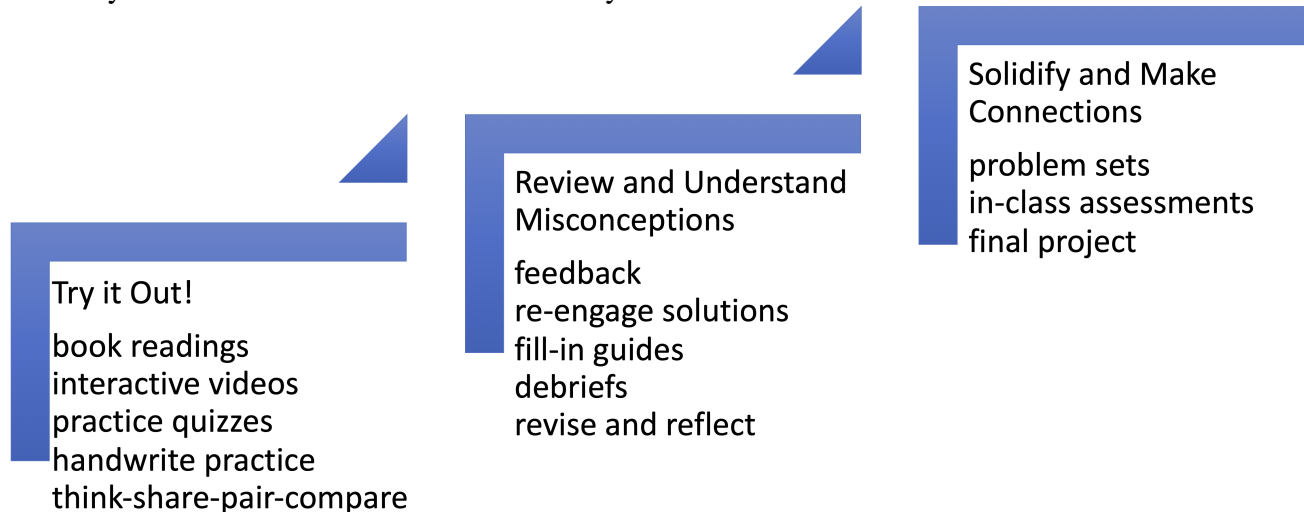 Try it Out!
book readings
interactive videos
practice quizzes
handwrite practice
think-share-pair-compare
Review and Understand
Misconceptions
feedback
re-engage solutions
fill-in guides
debriefs
revise and reflect
Solidify and Make
Connections
problem sets
in-class assessments
final project